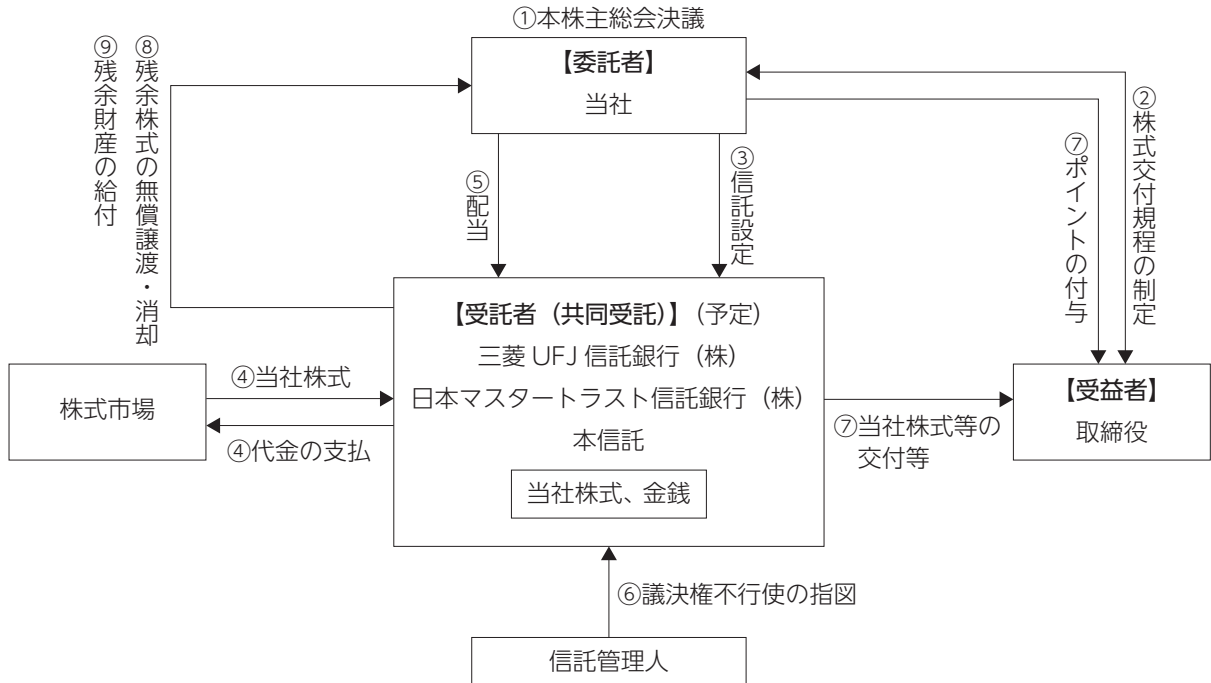 ①本株主総会決議
【委託者】
当社
⑨残余財産の給付
⑧残余株式の無償譲渡・消却
⑤配当
③信託設定
⑦ポイントの付与
②株式交付規程の制定
【受託者（共同受託）】（予定）
三菱 UFJ 信託銀行（株）
日本マスタートラスト信託銀行（株）
本信託
当社株式、金銭
株式市場
④当社株式
④代金の支払
⑦当社株式等の
交付等
【受益者】
取締役
⑥議決権不行使の指図
信託管理人